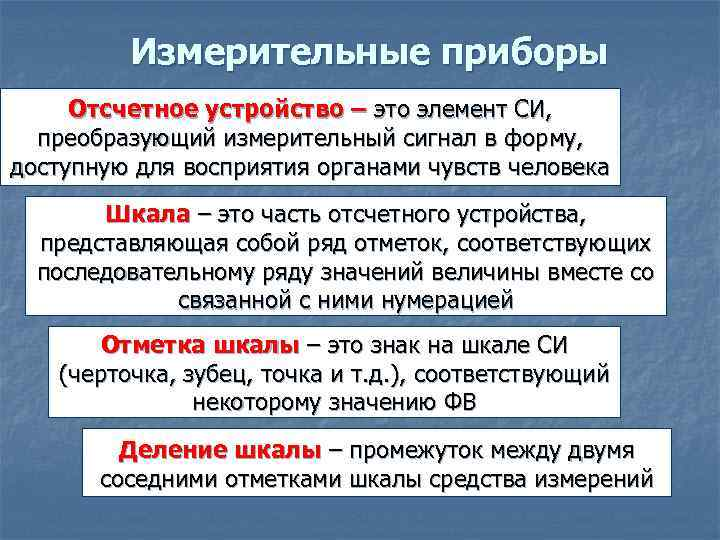 Измерительные приборы
Отсчетное устройство – это элемент СИ,
преобразующий измерительный сигнал в форму,
доступную для восприятия органами чувств человека
Шкала – это часть отсчетного устройства,
представляющая собой ряд отметок, соответствующих
последовательному ряду значений величины вместе со
связанной с ними нумерацией
Отметка шкалы – это знак на шкале СИ
(черточка, зубец, точка и т. д. ), соответствующий
некоторому значению ФВ
Деление шкалы – промежуток между двумя
соседними отметками шкалы средства измерений